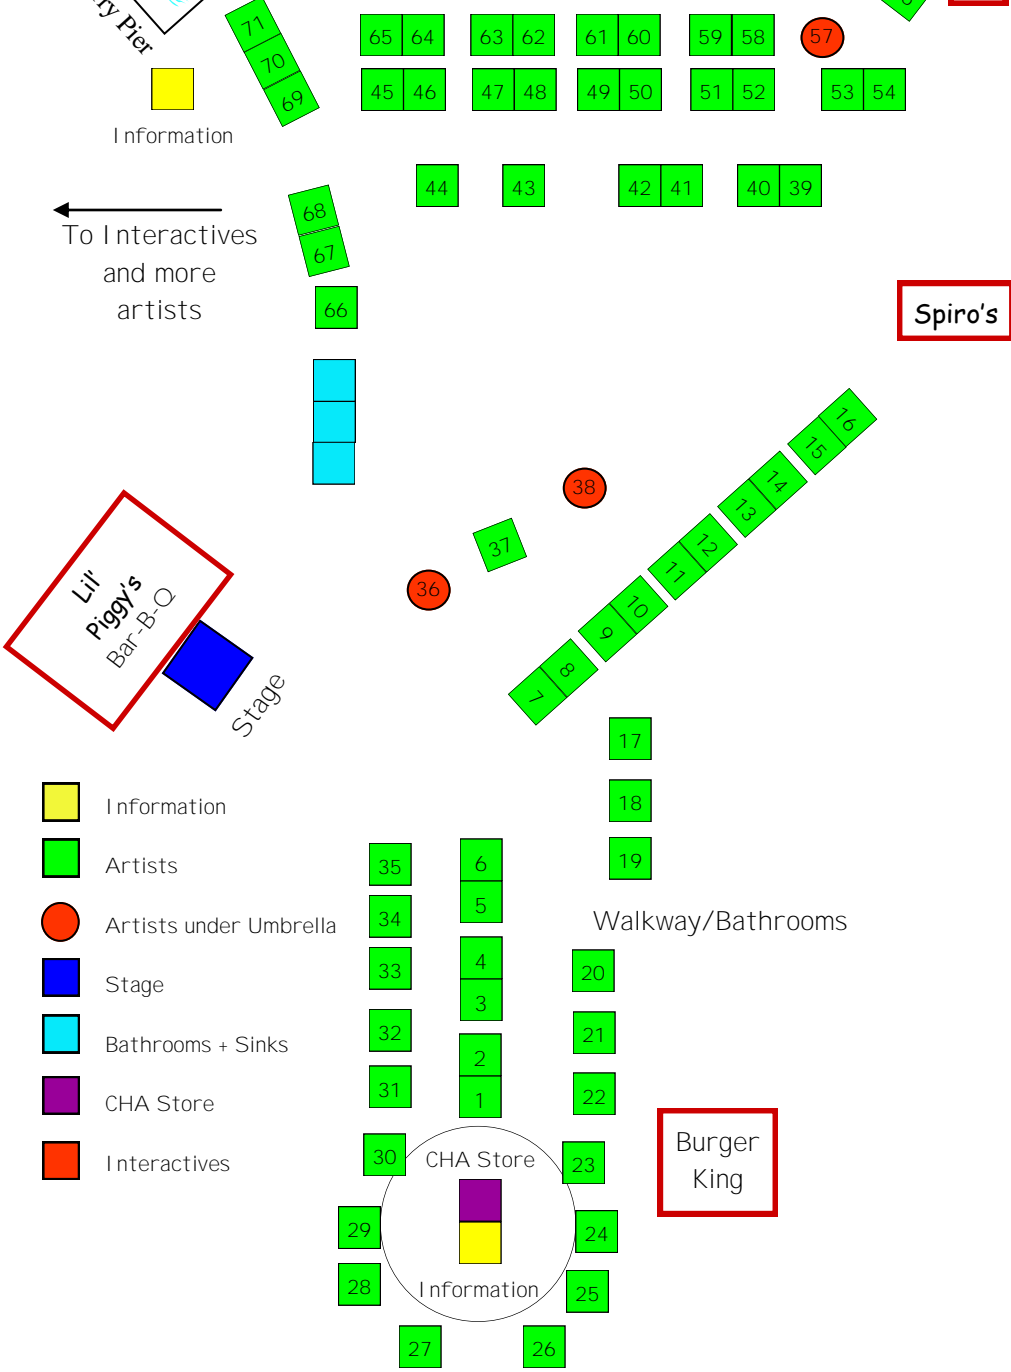 ry Pier
71
70
69
65 64 63 62 61 60 59 58 57
45 46 47 48 49 50 51 52 53 54
Information
44 43 42 41 40 39
68
67
66
To Interactives
and more
artists
Spiro's
16
15
14
13
12
11
10
9
8
7
38
37
36
Lil'
Piggy's
Bar-B-Q
Stage
17
18
19
Information
Artists
Artists under Umbrella
Stage
Bathrooms + Sinks
CHA Store
Interactives
35
34
33
32
31
6
5
4
3
2
1
Walkway/Bathrooms
20
21
22
Burger
King
30
29
28
27
CHA Store
Information
23
24
25
26